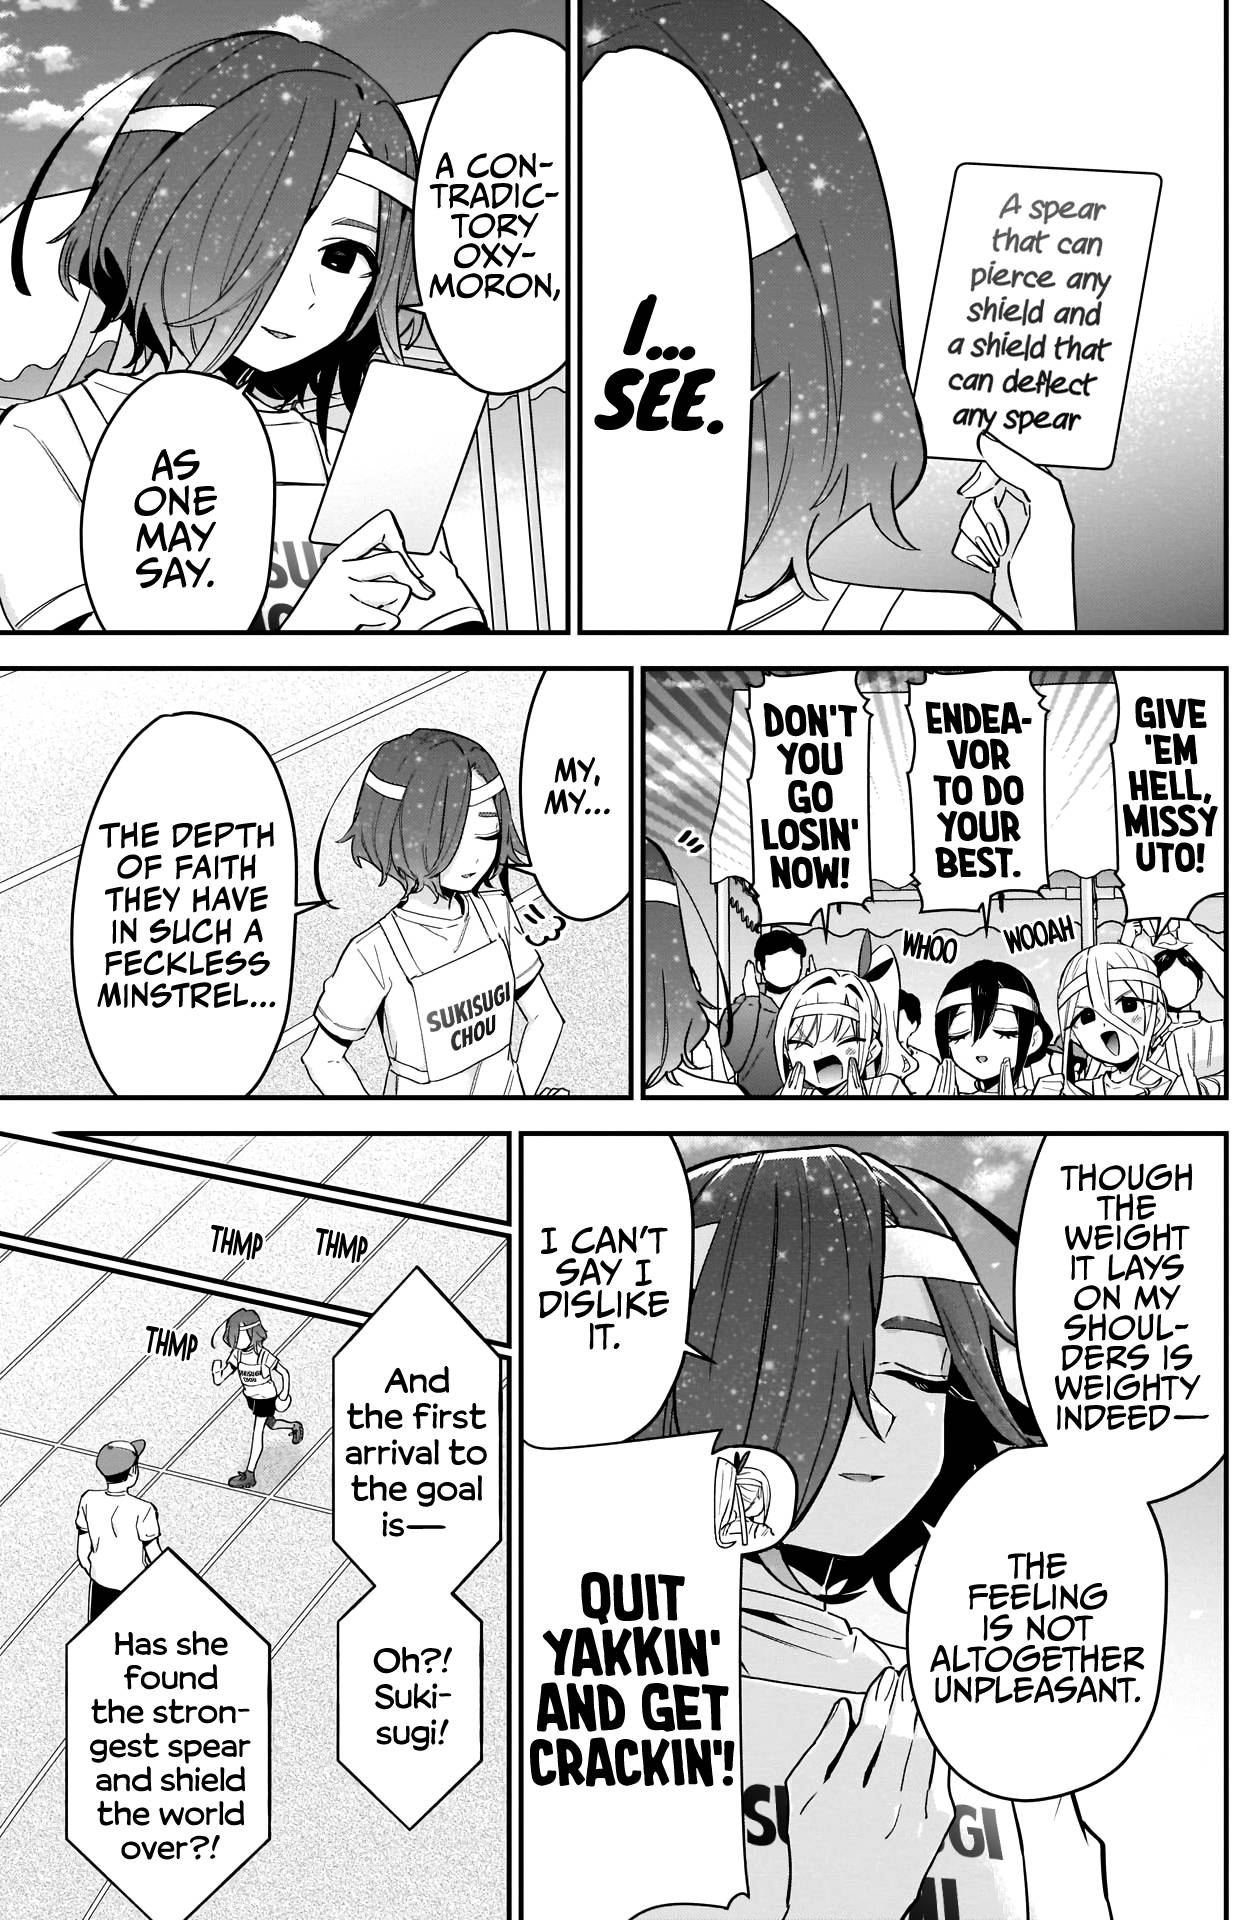 A spear
that can
pierce any
shield and
a shield that
can deflect
any spear
I...
SEE.
A CON-
TRADIC-
TORY
OXY-
MORON,
AS
ONE
MAY
SAY.
GIVE
'EM
HELL,
MISSY
UTO!
ENDEA-
VOR
TO DO
YOUR
BEST.
DON'T
YOU
GO
LOSIN'
NOW!
WOOAH
WHOO
MY,
MY...
THE DEPTH
OF FAITH
THEY HAVE
IN SUCH A
FECKLESS
MINSTREL...
SUKISUGI
CHOU
THOUGH
THE
WEIGHT
IT LAYS
ON MY
SHOUL-
DERS IS
WEIGHTY
INDEED—
THE
FEELING
IS NOT
ALTOGETHER
UNPLEASANT.
I CAN'T
SAY I
DISLIKE
IT.
QUIT
YAKKIN'
AND GET
CRACKIN'!
THMP
THMP
THMP
And
the first
arrival to
the goal
is—
Oh?!
Suki-
sugi!
Has she
found
the stron-
gest spear
and shield
the world
over?!